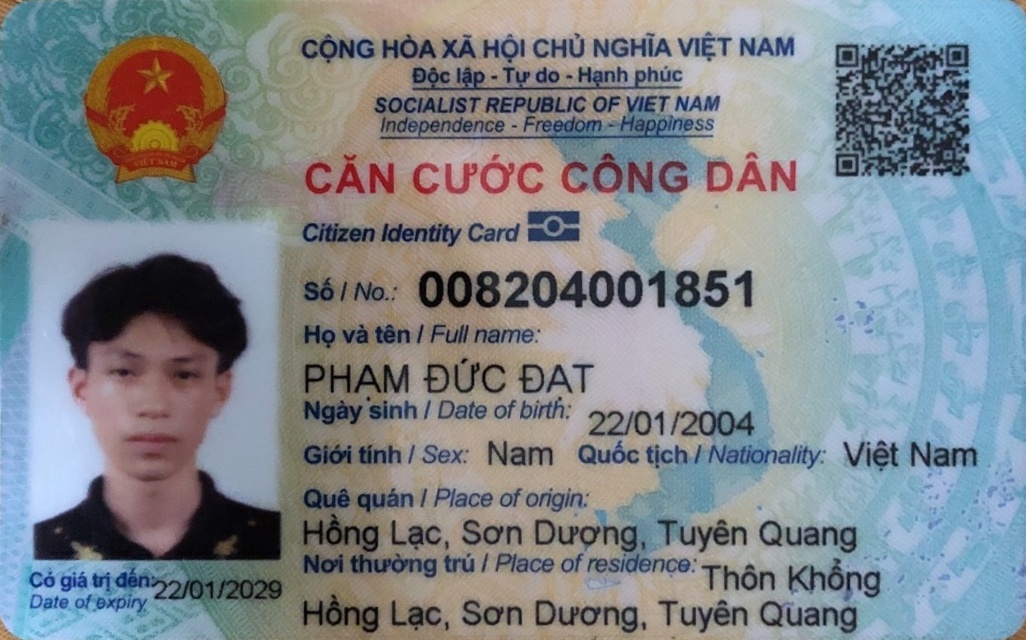 CỘNG HÒA XÃ HỘI CHỦ NGHĨA VIỆT NAM
Độc lập - Tự do - Hạnh phúc
SOCIALIST REPUBLIC OF VIET NAM
Independence - Freedom - Happiness
CĂN CƯỚC CÔNG DÂN
Citizen Identity Card
Số / No.: 008204001851
Họ và tên / Full name:
PHẠM ĐỨC ĐẠT
Ngày sinh / Date of birth: 22/01/2004
Giới tính / Sex: Nam Quốc tịch / Nationality: Việt Nam
Quê quán / Place of origin:
Hồng Lạc, Sơn Dương, Tuyên Quang
Nơi thường trú / Place of residence: Thôn Khổng
Hồng Lạc, Sơn Dương, Tuyên Quang
Có giá trị đến: 22/01/2029
Date of expiry
VIỆT NAM